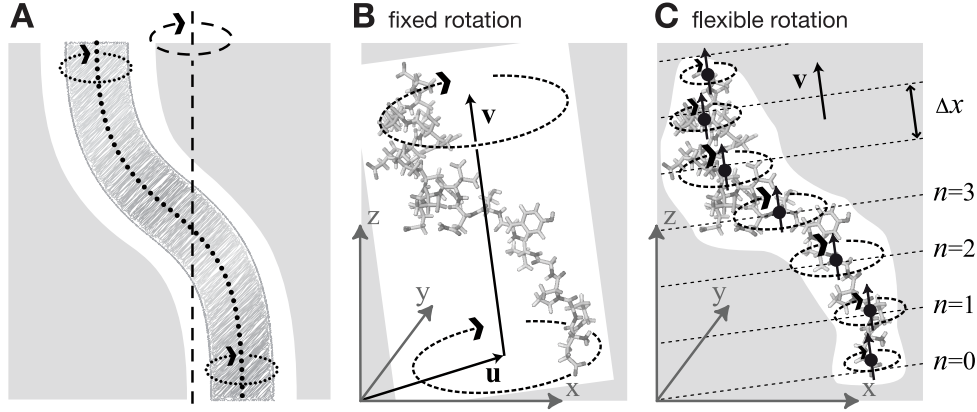 A
B fixed rotation
C flexible rotation
v
v
Δx
z
y
u
x
z
y
x
n=3
n=2
n=1
n=0